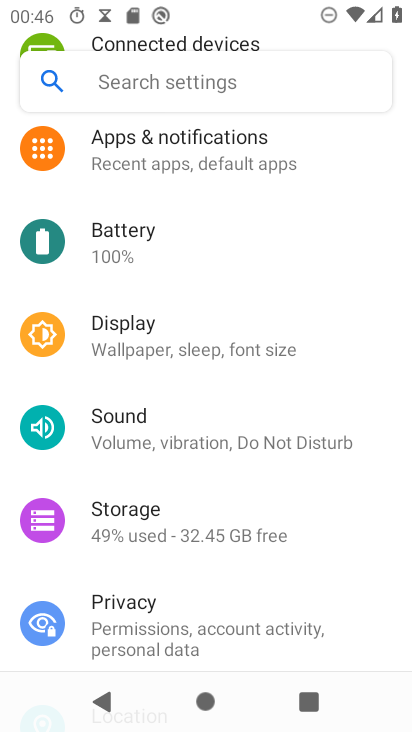 00:46
Connected devices
Search settings
Apps & notifications
Recent apps, default apps
Battery
100%
Display
Wallpaper, sleep, font size
Sound
Volume, vibration, Do Not Disturb
Storage
49% used - 32.45 GB free
Privacy
Permissions, account activity,
personal data
Location